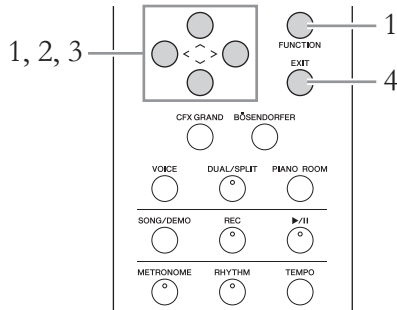 1
FUNCTION
1, 2, 3
EXIT
4
CFX GRAND BÖSENDORFER
VOICE DUAL/SPLIT PIANO ROOM
SONG/DEMO REC ►/II
METRONOME RHYTHM TEMPO